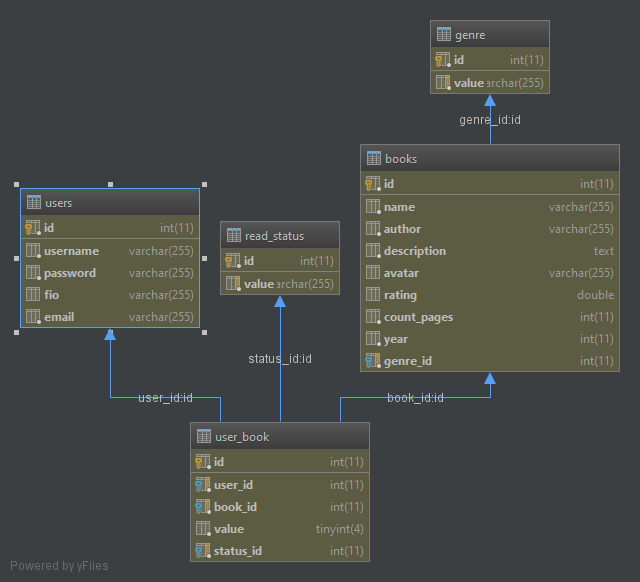 genre
id int(11)
value archar(255)
genre_id:id
books
id int(11)
name varchar(255)
author varchar(255)
description text
avatar varchar(255)
rating double
count_pages int(11)
year int(11)
genre_id int(11)
users
id int(11)
username varchar(255)
password varchar(255)
fio varchar(255)
email varchar(255)
read_status
id int(11)
value archar(255)
status_id:id
user_id:id
book_id:id
user_book
id int(11)
user_id int(11)
book_id int(11)
value tinyint(4)
status_id int(11)
Powered by yFiles